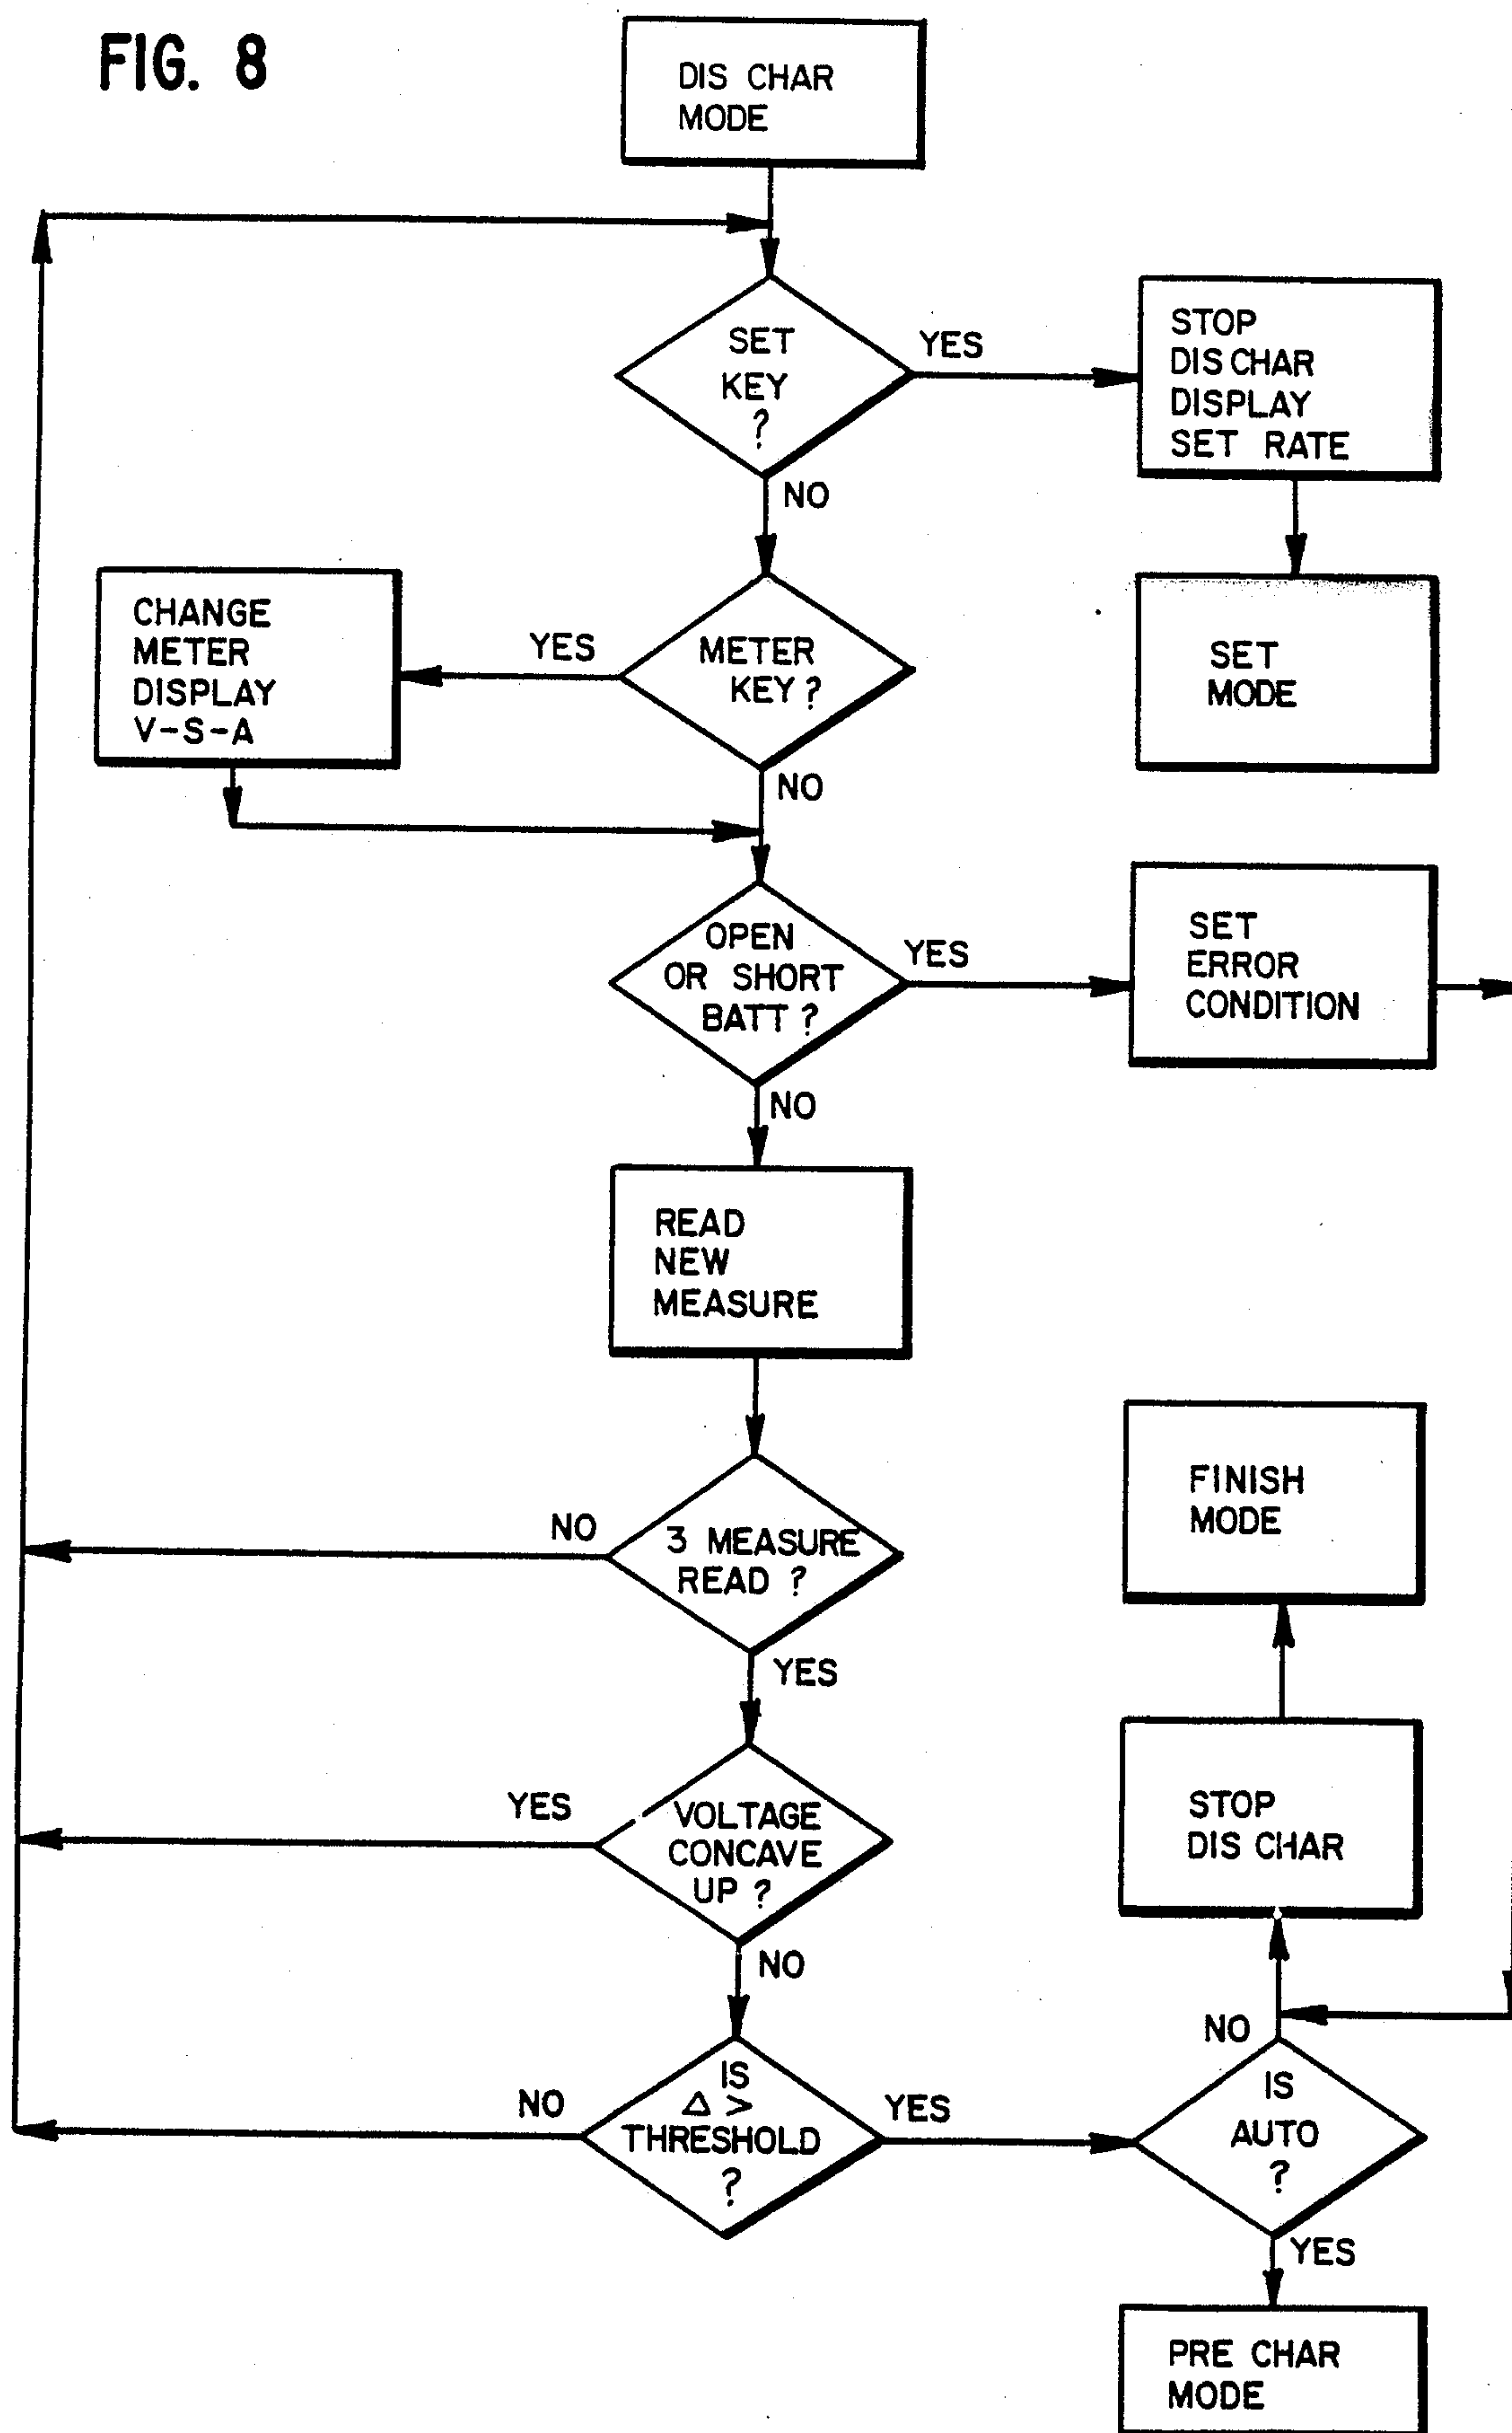 FIG. 8
DIS CHAR
MODE
SET
KEY
?
YES
STOP
DIS CHAR
DISPLAY
SET RATE
NO
CHANGE
METER
DISPLAY
V-S-A
YES
METER
KEY ?
SET
MODE
NO
OPEN
OR SHORT
BATT ?
YES
SET
ERROR
CONDITION
NO
READ
NEW
MEASURE
FINISH
MODE
NO
3 MEASURE
READ ?
YES
YES
VOLTAGE
CONCAVE
UP ?
STOP
DIS CHAR
NO
NO
IS
Δ >
THRESHOLD
?
YES
NO
IS
AUTO
?
YES
PRE CHAR
MODE